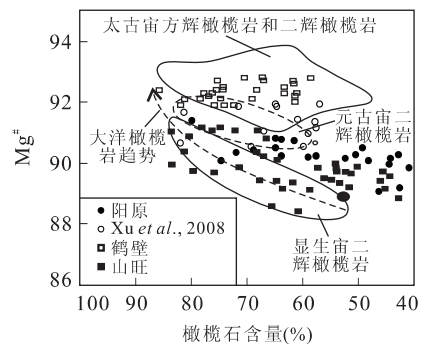 太古宙方辉橄榄岩和二辉橄榄岩
94
92
90
88
86
Mg#
大洋橄榄
岩趋势
元古宙二
辉橄榄岩
显生宙二
辉橄榄岩
阳原
Xu et al., 2008
鹤壁
山旺
100 90 80 70 60 50 40
橄榄石含量(%)